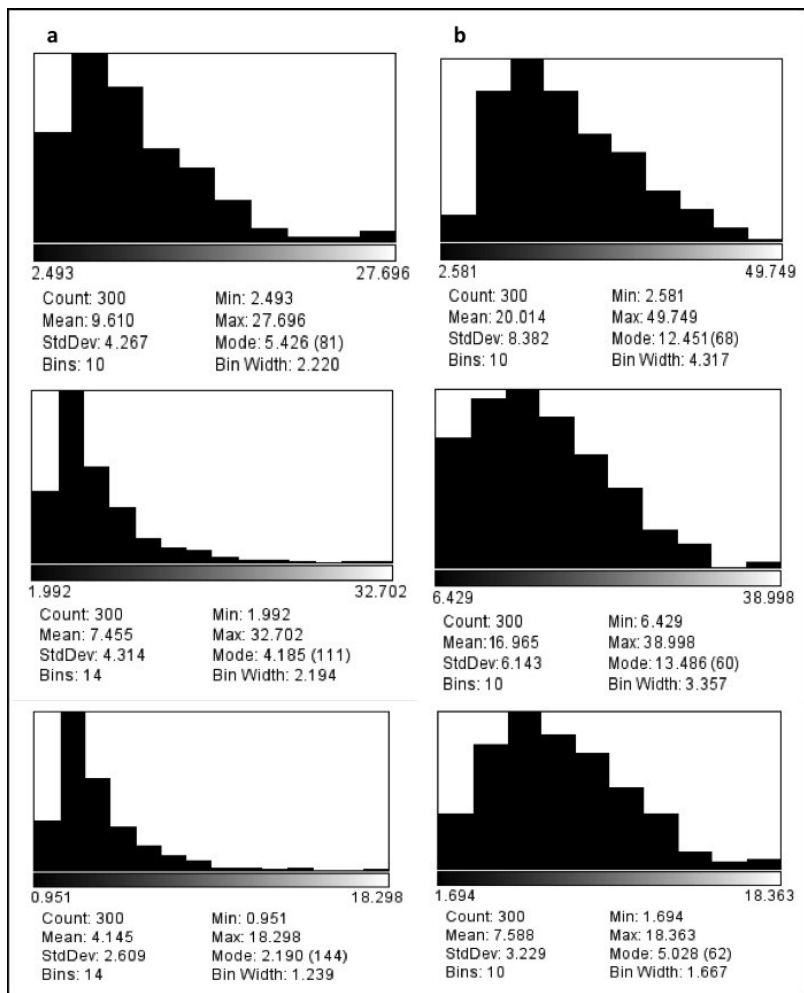 a
b
2.493 27.696
Count: 300 Min: 2.493
Mean: 9.610 Max: 27.696
StdDev: 4.267 Mode: 5.426 (81)
Bins: 10 Bin Width: 2.220
2.581 49.749
Count: 300 Min: 2.581
Mean: 20.014 Max: 49.749
StdDev: 8.382 Mode: 12.451(68)
Bins: 10 Bin Width: 4.317
1.992 32.702
Count: 300 Min: 1.992
Mean: 7.455 Max: 32.702
StdDev: 4.314 Mode: 4.185 (111)
Bins: 14 Bin Width: 2.194
6.429 38.998
Count: 300 Min: 6.429
Mean:16.965 Max: 38.998
StdDev:6.143 Mode: 13.486 (60)
Bins: 10 Bin Width: 3.357
0.951 18.298
Count: 300 Min: 0.951
Mean: 4.145 Max: 18.298
StdDev: 2.609 Mode: 2.190 (144)
Bins: 14 Bin Width: 1.239
1.694 18.363
Count: 300 Min: 1.694
Mean: 7.588 Max: 18.363
StdDev: 3.229 Mode: 5.028 (62)
Bins: 10 Bin Width: 1.667